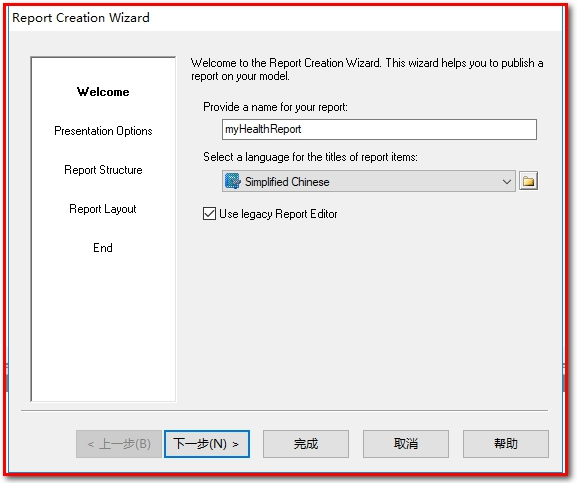 Report Creation Wizard
Welcome
Presentation Options
Report Structure
Report Layout
End
Welcome to the Report Creation Wizard. This wizard helps you to publish a
report on your model.
Provide a name for your report:
myHealthReport
Select a language for the titles of report items:
Simplified Chinese
Use legacy Report Editor
< 上一步(B)
下一步(N) >
完成
取消
帮助